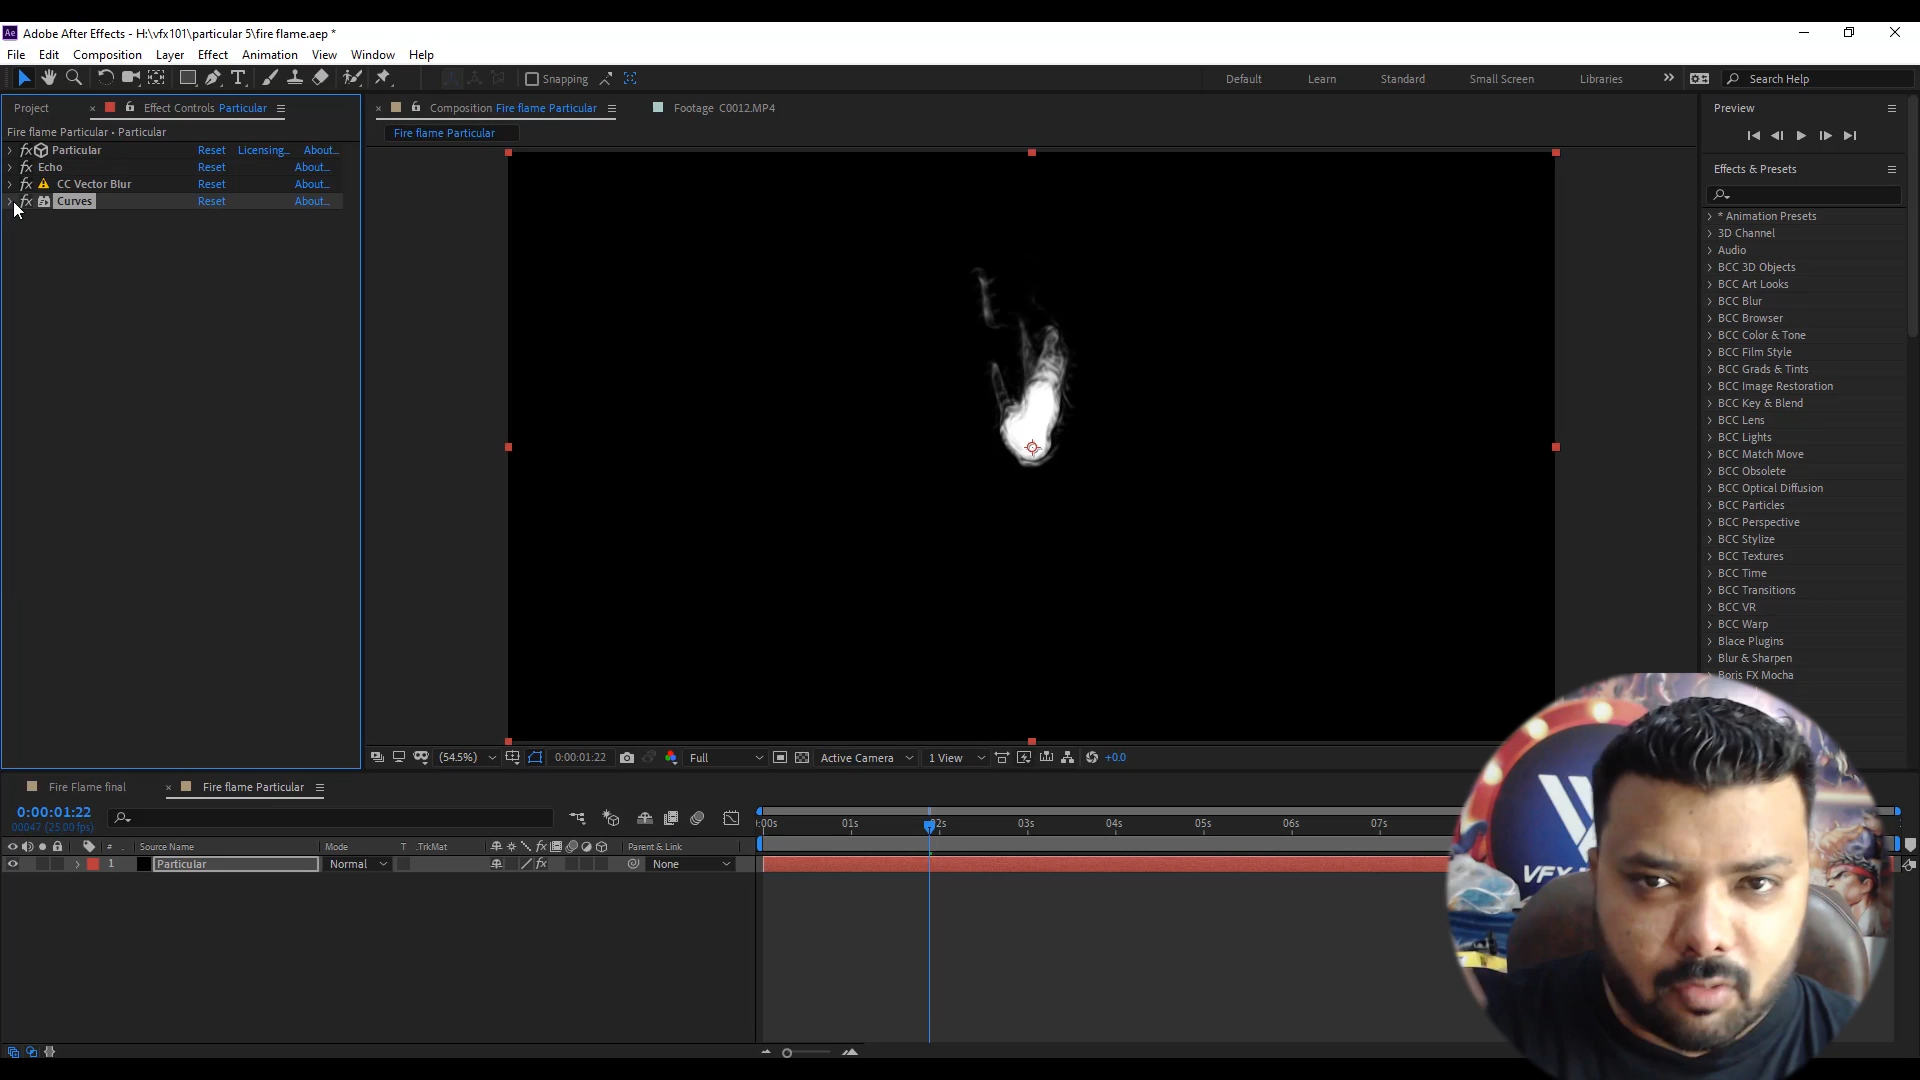 Adobe After Effects - H:\vfx101\particular 5\fire flame.aep *
File Edit Composition Layer Effect Animation View Window Help
Snapping Default Learn Standard Small Screen Libraries Search Help
Project Effect Controls Particular Composition Fire flame Particular Footage C0012.MP4 Preview
Fire flame Particular • Particular
Fire flame Particular
Particular Reset Licensing... About...
Echo Reset About...
CC Vector Blur Reset About...
Curves Reset About...
Effects & Presets
* Animation Presets
3D Channel
Audio
BCC 3D Objects
BCC Art Looks
BCC Blur
BCC Browser
BCC Color & Tone
BCC Film Style
BCC Grads & Tints
BCC Image Restoration
BCC Key & Blend
BCC Lens
BCC Lights
BCC Match Move
BCC Obsolete
BCC Optical Diffusion
BCC Particles
BCC Perspective
BCC Stylize
BCC Textures
BCC Time
BCC Transitions
BCC VR
BCC Warp
Blace Plugins
Blur & Sharpen
Boris FX Mocha
(54.5%) 0:00:01:22 Full Active Camera 1 View +0.0
Fire Flame final Fire flame Particular
0:00:01:22
00047 (25.00 fps)
:00s 01s 02s 03s 04s 05s 06s 07s
# Source Name Mode T .TrkMat Parent & Link
1 Particular Normal None
VFX